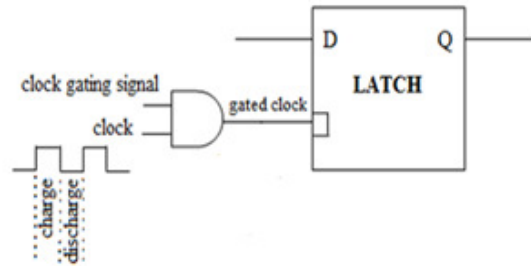 D Q
LATCH
clock gating signal
gated clock
clock
charge
discharge